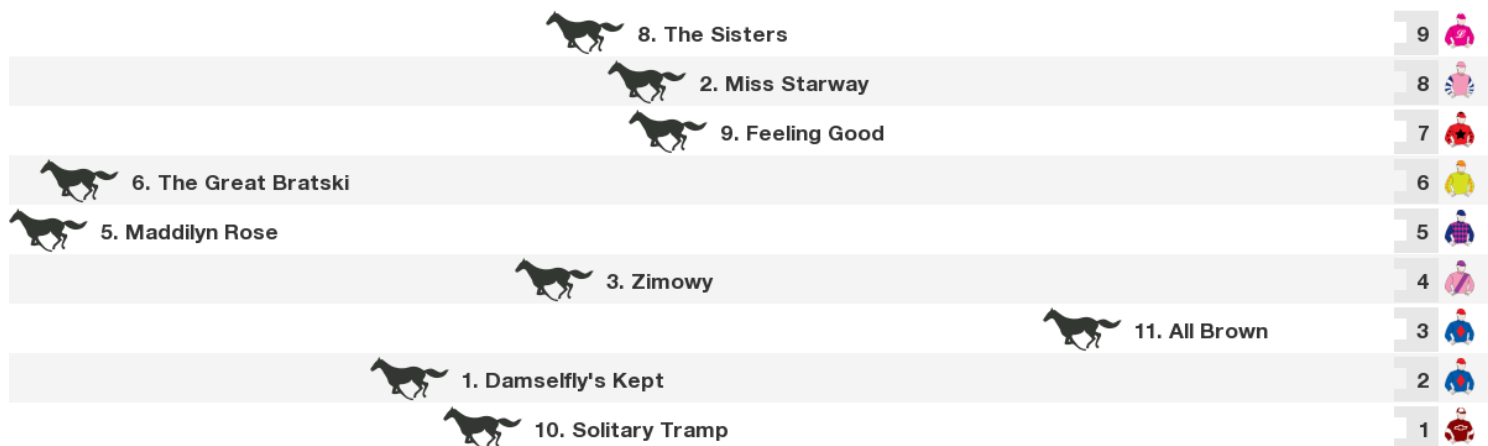 8. The Sisters 9
2. Miss Starway 8
9. Feeling Good 7
6. The Great Bratski 6
5. Maddilyn Rose 5
3. Zimowy 4
11. All Brown 3
1. Damselfly's Kept 2
10. Solitary Tramp 1